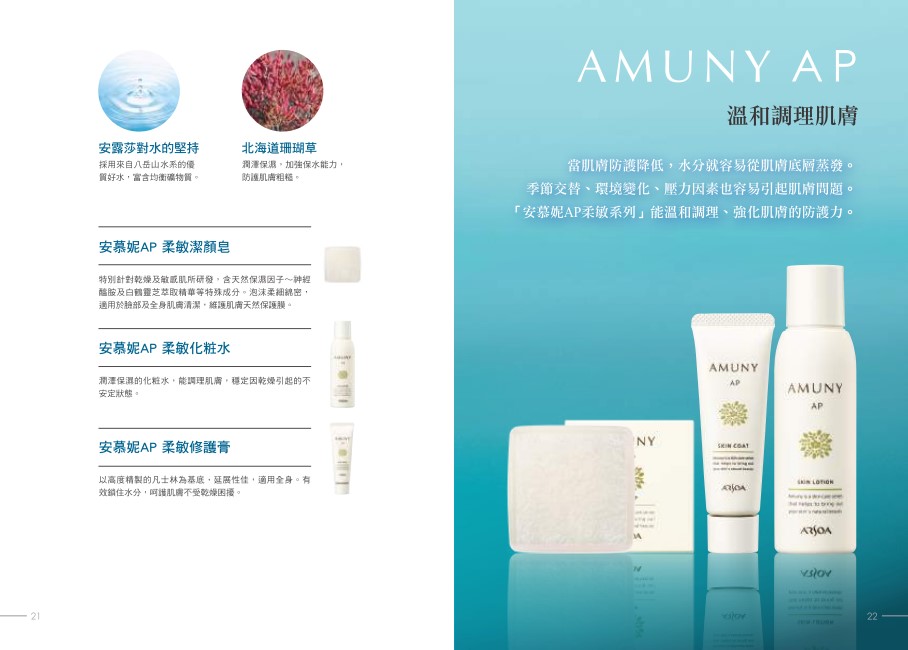 安露莎對水的堅持
採用來自八岳山水系的優
質好水，富含均衡礦物質。
北海道珊瑚草
潤澤保濕，加強保水能力，
防護肌膚粗糙。
安慕妮AP 柔敏潔顏皂
特別針對乾燥及敏感肌所研發，含天然保濕因子～神經
醯胺及白鶴靈芝萃取精華等特殊成分。泡沫柔細綿密，
適用於臉部及全身肌膚清潔，維護肌膚天然保護膜。
安慕妮AP 柔敏化粧水
潤澤保濕的化粧水，能調理肌膚，穩定因乾燥引起的不
安定狀態。
安慕妮AP 柔敏修護膏
以高度精製的凡士林為基底，延展性佳，適用全身。有
效鎖住水分，呵護肌膚不受乾燥困擾。
21
AMUNY AP
溫和調理肌膚
當肌膚防護降低，水分就容易從肌膚底層蒸發。
季節交替、環境變化、壓力因素也容易引起肌膚問題。
「安慕妮AP柔敏系列」能溫和調理、強化肌膚的防護力。
AMUNY
AP
SKIN COAT
ARSOA
AMUNY
AP
SKIN LOTION
Amuny is a skin care series
that helps to bring out
your skin's natural beauty.
ARSOA
22